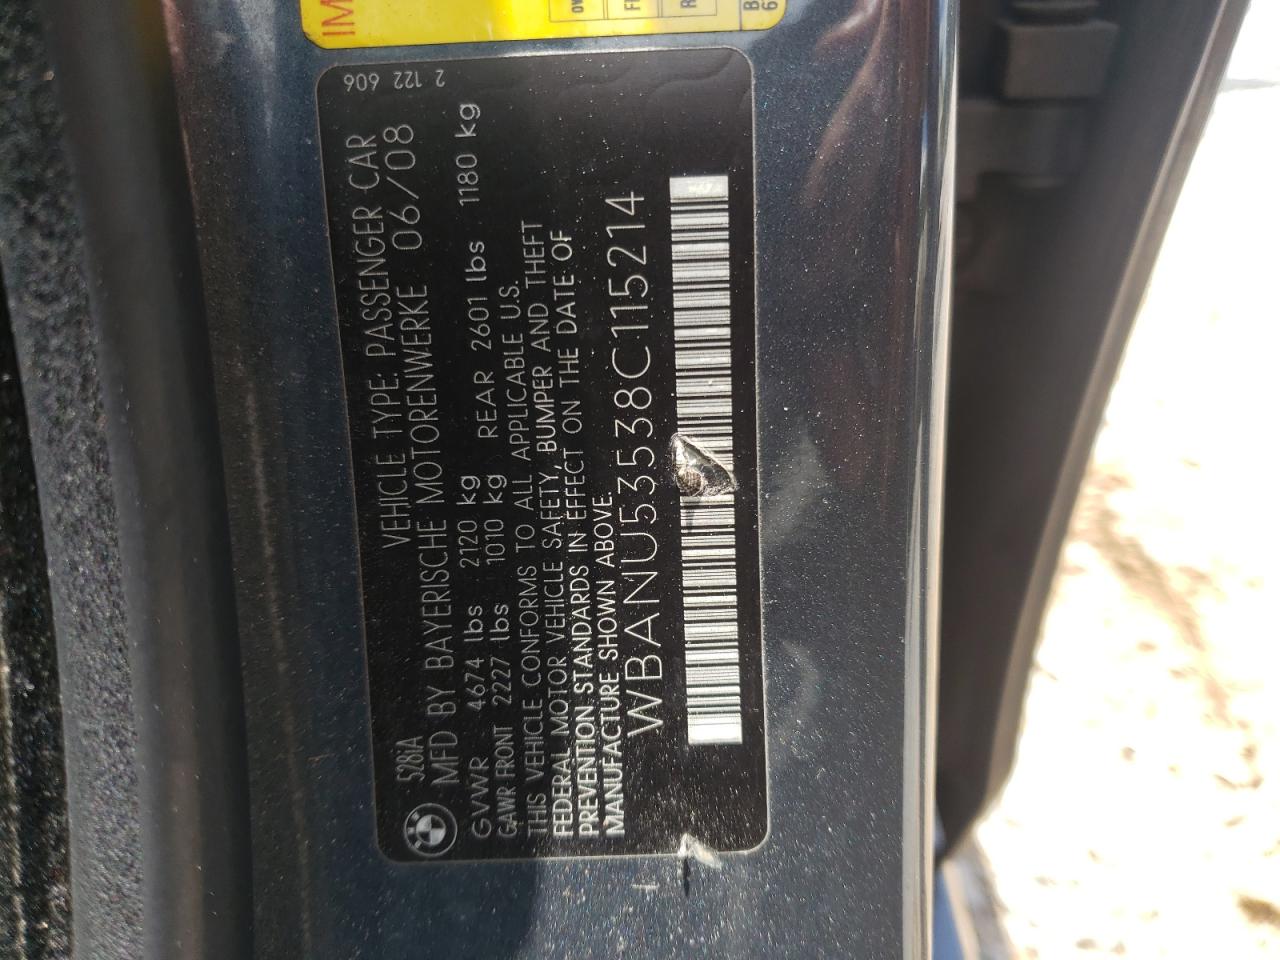 528iA
VEHICLE TYPE: PASSENGER CAR
MFD BY BAYERISCHE MOTORENWERKE 06/08
GVWR 4674 lbs 2120 kg
GAWR FRONT 2227 lbs 1010 kg REAR 2601 lbs 1180 kg
THIS VEHICLE CONFORMS TO ALL APPLICABLE U.S.
FEDERAL MOTOR VEHICLE SAFETY, BUMPER AND THEFT
PREVENTION STANDARDS IN EFFECT ON THE DATE OF
MANUFACTURE SHOWN ABOVE.
WBANU53538C115214
2 122 606
IM